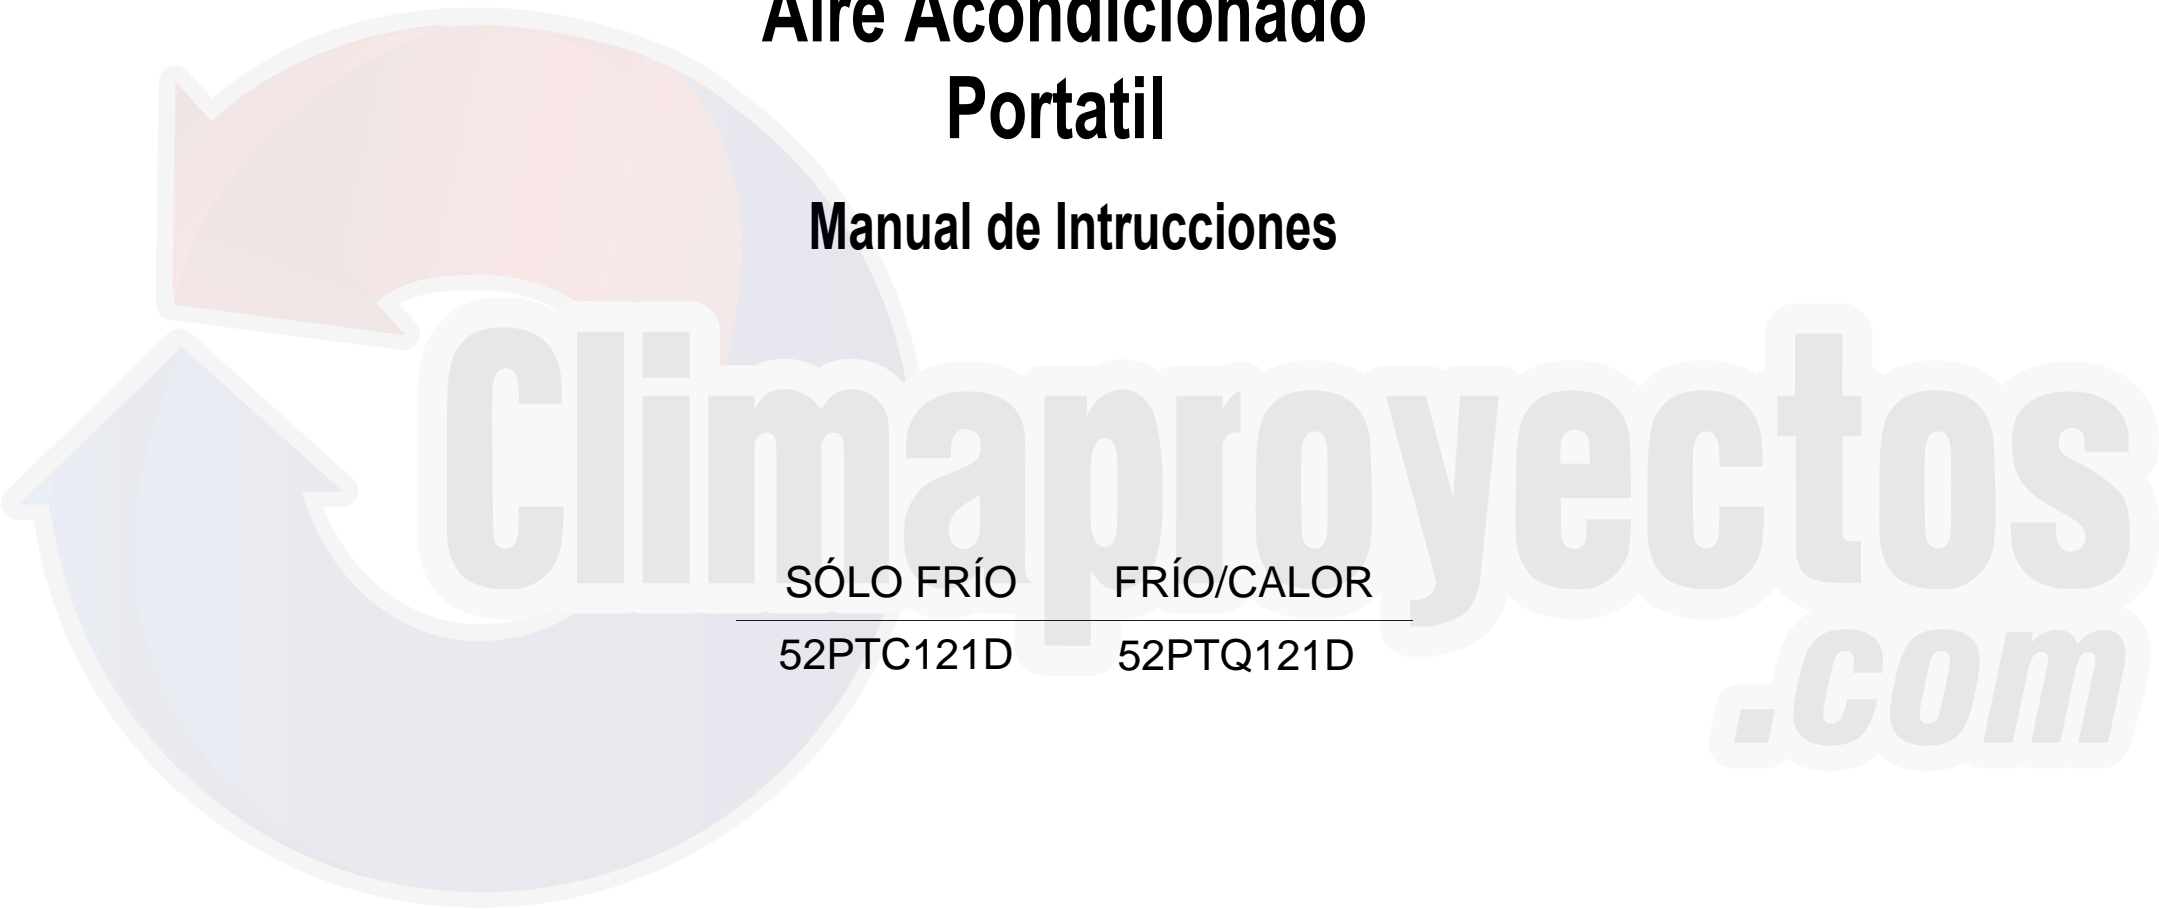 Aire Acondicionado
Portatil
Manual de Intrucciones
Climaproyectos
.com
SÓLO FRÍO FRÍO/CALOR
52PTC121D 52PTQ121D